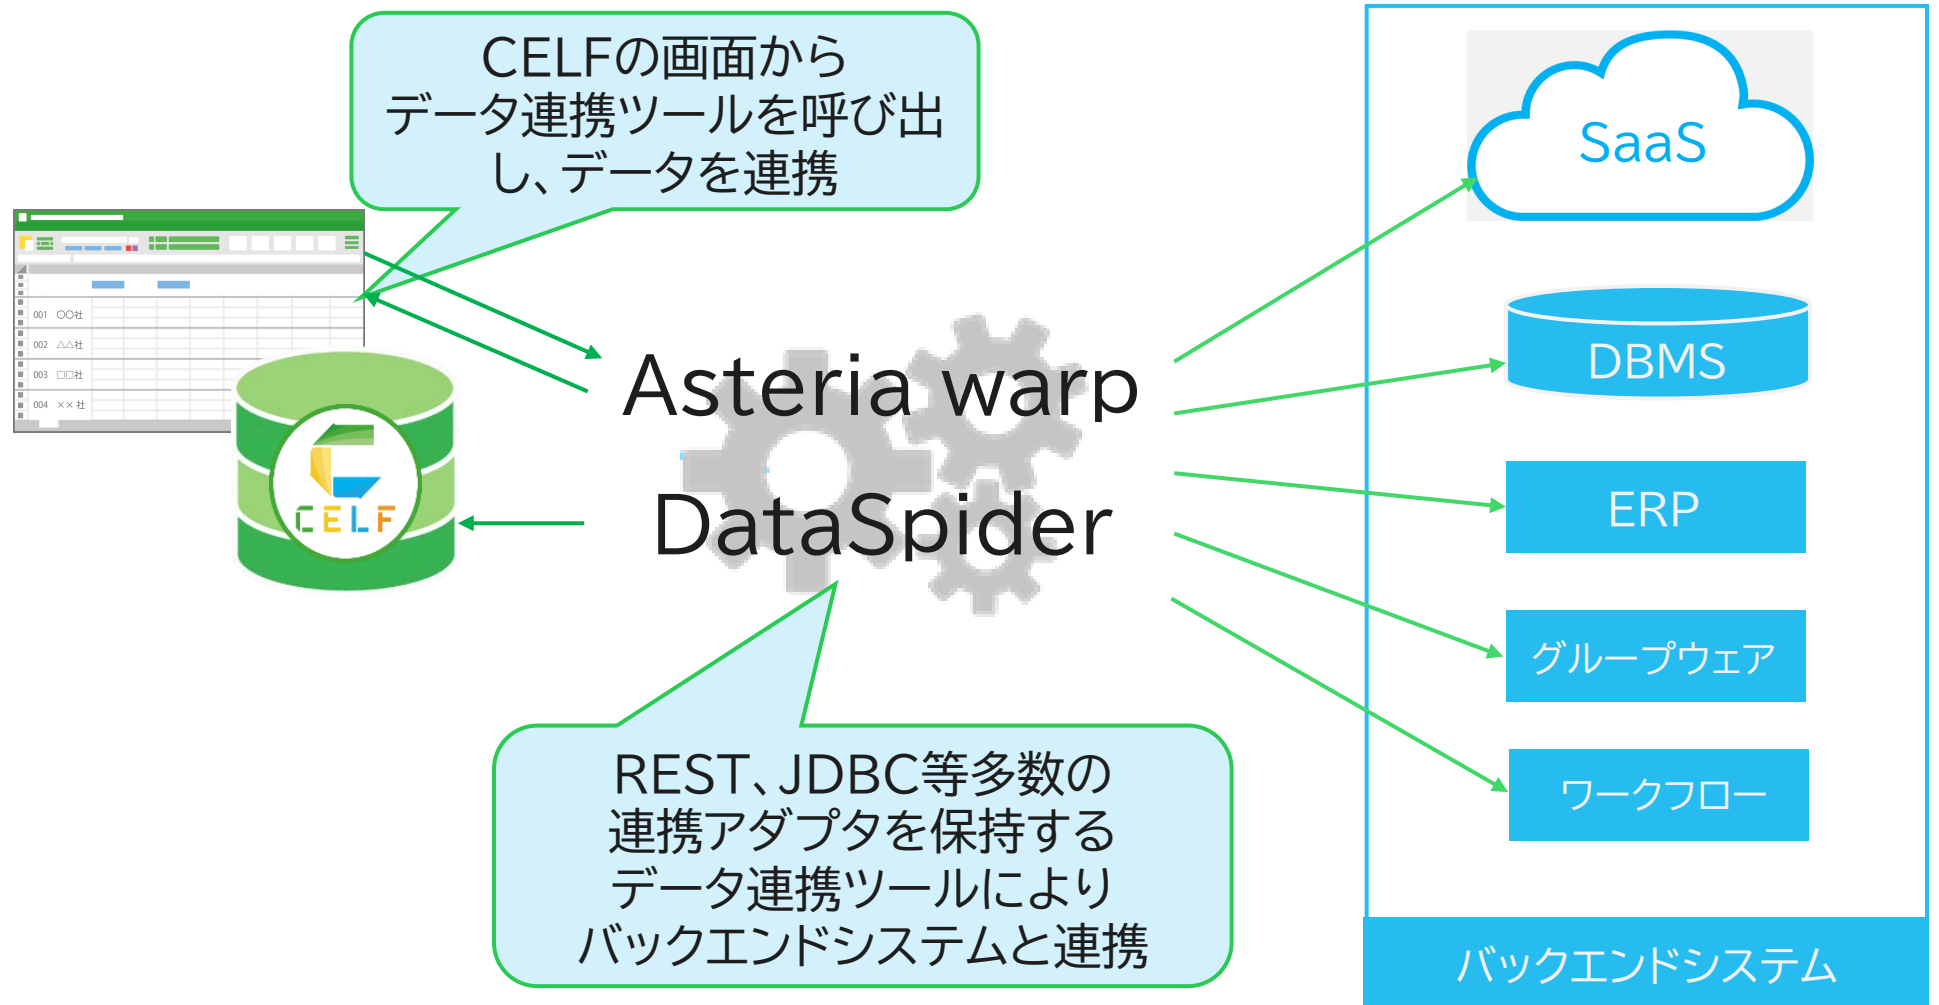 CELFの画面から
データ連携ツールを呼び出
し、データを連携
001 〇〇社
002 △△社
003 □□社
004 ××社
CELF
Asteria warp
DataSpider
REST、JDBC等多数の
連携アダプタを保持する
データ連携ツールにより
バックエンドシステムと連携
SaaS
DBMS
ERP
グループウェア
ワークフロー
バックエンドシステム